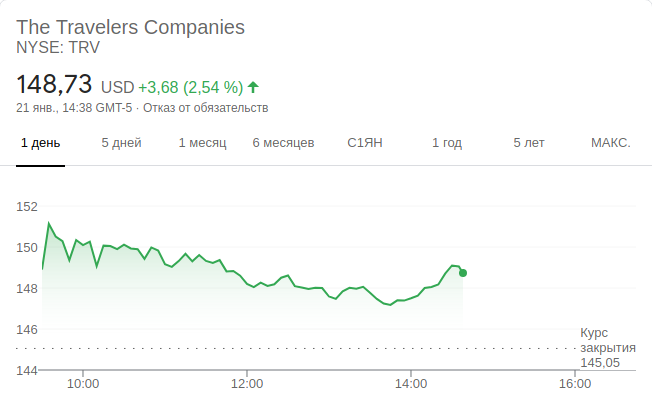 The Travelers Companies
NYSE: TRV
148,73 USD +3,68 (2,54 %)
21 янв., 14:38 GMT-5 · Отказ от обязательств
1 день 5 дней 1 месяц 6 месяцев С1ЯН 1 год 5 лет МАКС.
152
150
148
146
Курс
закрытия
145,05
144
10:00 12:00 14:00 16:00